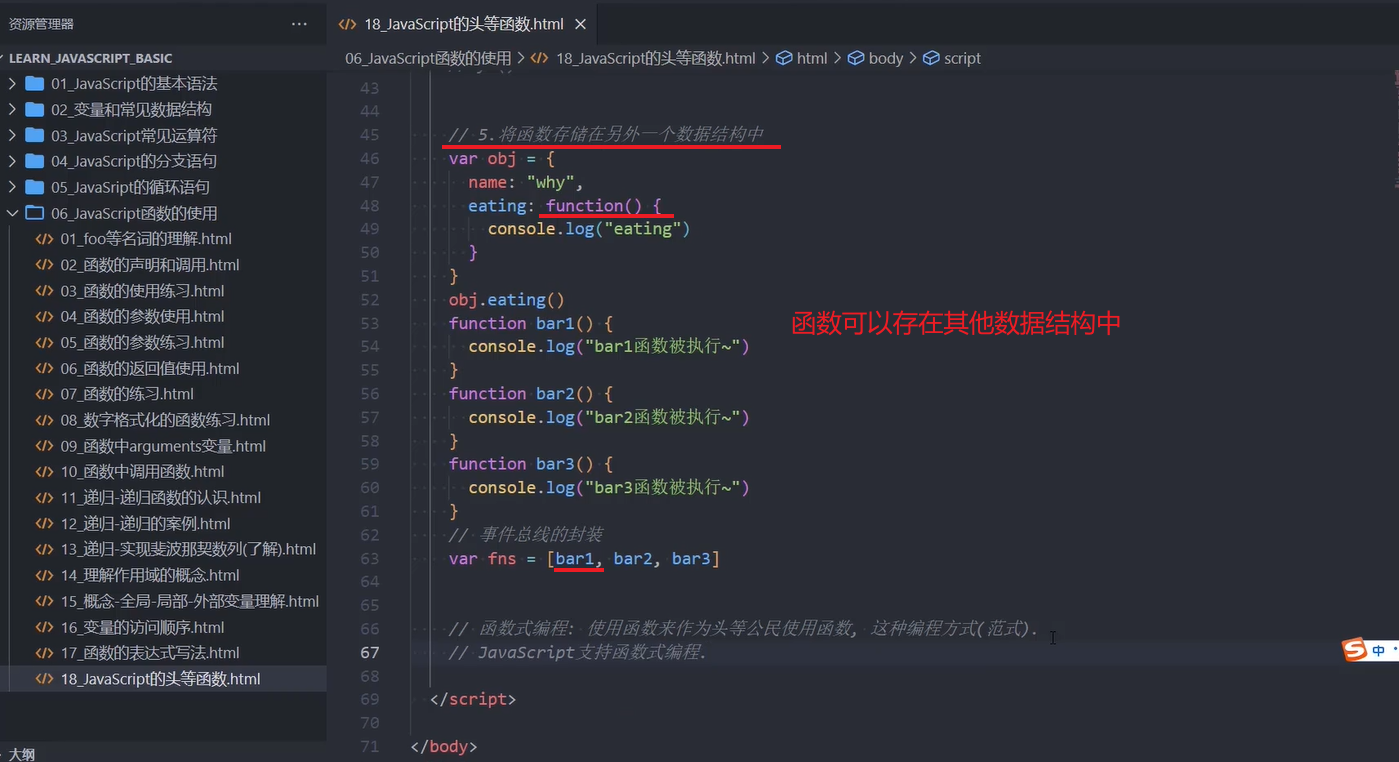 资源管理器
18_JavaScript的头等函数.html
LEARN_JAVASCRIPT_BASIC
06_JavaScript函数的使用 > 18_JavaScript的头等函数.html > html > body > script
01_JavaScript的基本语法
02_变量和常见数据结构
03_JavaScript常见运算符
04_JavaScript的分支语句
05_JavaSript的循环语句
06_JavaScript函数的使用
01_foo等名词的理解.html
02_函数的声明和调用.html
03_函数的使用练习.html
04_函数的参数使用.html
05_函数的参数练习.html
06_函数的返回值使用.html
07_函数的练习.html
08_数字格式化的函数练习.html
09_函数中arguments变量.html
10_函数中调用函数.html
11_递归-递归函数的认识.html
12_递归-递归的案例.html
13_递归-实现斐波那契数列(了解).html
14_理解作用域的概念.html
15_概念-全局-局部-外部变量理解.html
16_变量的访问顺序.html
17_函数的表达式写法.html
18_JavaScript的头等函数.html
大纲
43
44
45 // 5.将函数存储在另外一个数据结构中
46 var obj = {
47 name: "why",
48 eating: function() {
49 console.log("eating")
50 }
51 }
52 obj.eating()
53 function bar1() {
54 console.log("bar1函数被执行~")
55 }
56 function bar2() {
57 console.log("bar2函数被执行~")
58 }
59 function bar3() {
60 console.log("bar3函数被执行~")
61 }
62 // 事件总线的封装
63 var fns = [bar1, bar2, bar3]
64
65
66 // 函数式编程: 使用函数来作为头等公民使用函数, 这种编程方式(范式).
67 // JavaScript支持函数式编程.
68
69 </script>
70
71 </body>
函数可以存在其他数据结构中
中